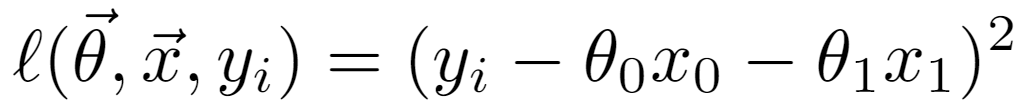 ℓ(θ⃗, x⃗, yᵢ) = (yᵢ − θ₀x₀ − θ₁x₁)²